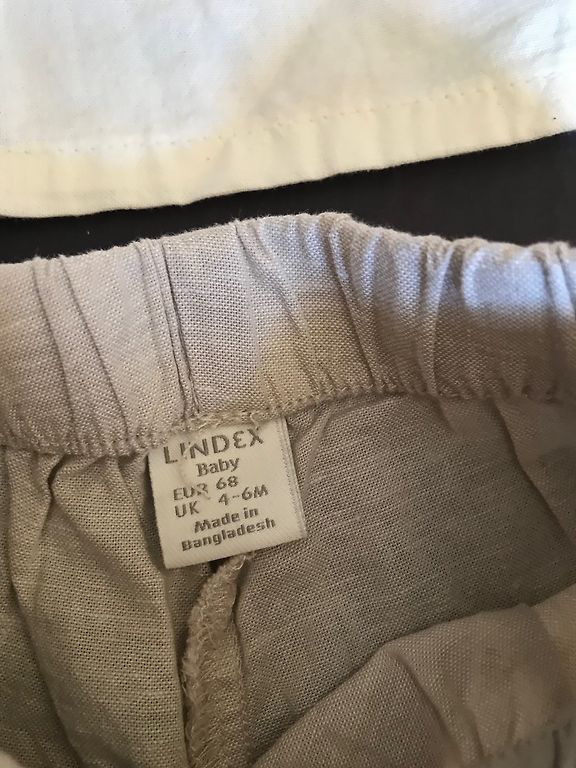 LINDEX
Baby
EUR 68
UK 4-6M
Made in
Bangladesh